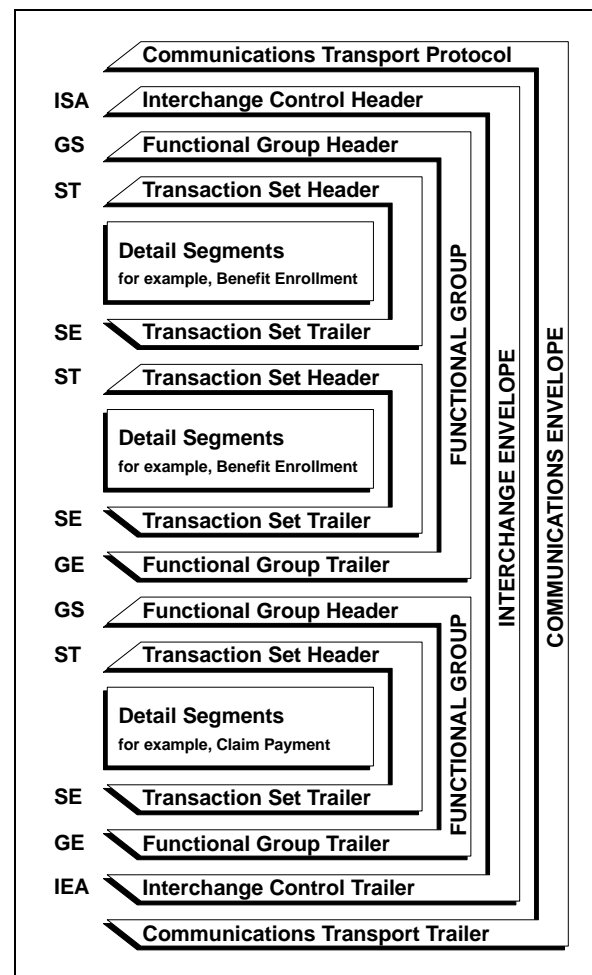 Communications Transport Protocol
ISA Interchange Control Header
GS Functional Group Header
ST Transaction Set Header
Detail Segments
for example, Benefit Enrollment
SE Transaction Set Trailer
ST Transaction Set Header
Detail Segments
for example, Benefit Enrollment
SE Transaction Set Trailer
GE Functional Group Trailer
FUNCTIONAL GROUP
GS Functional Group Header
ST Transaction Set Header
Detail Segments
for example, Claim Payment
SE Transaction Set Trailer
GE Functional Group Trailer
FUNCTIONAL GROUP
IEA Interchange Control Trailer
INTERCHANGE ENVELOPE
Communications Transport Trailer
COMMUNICATIONS ENVELOPE